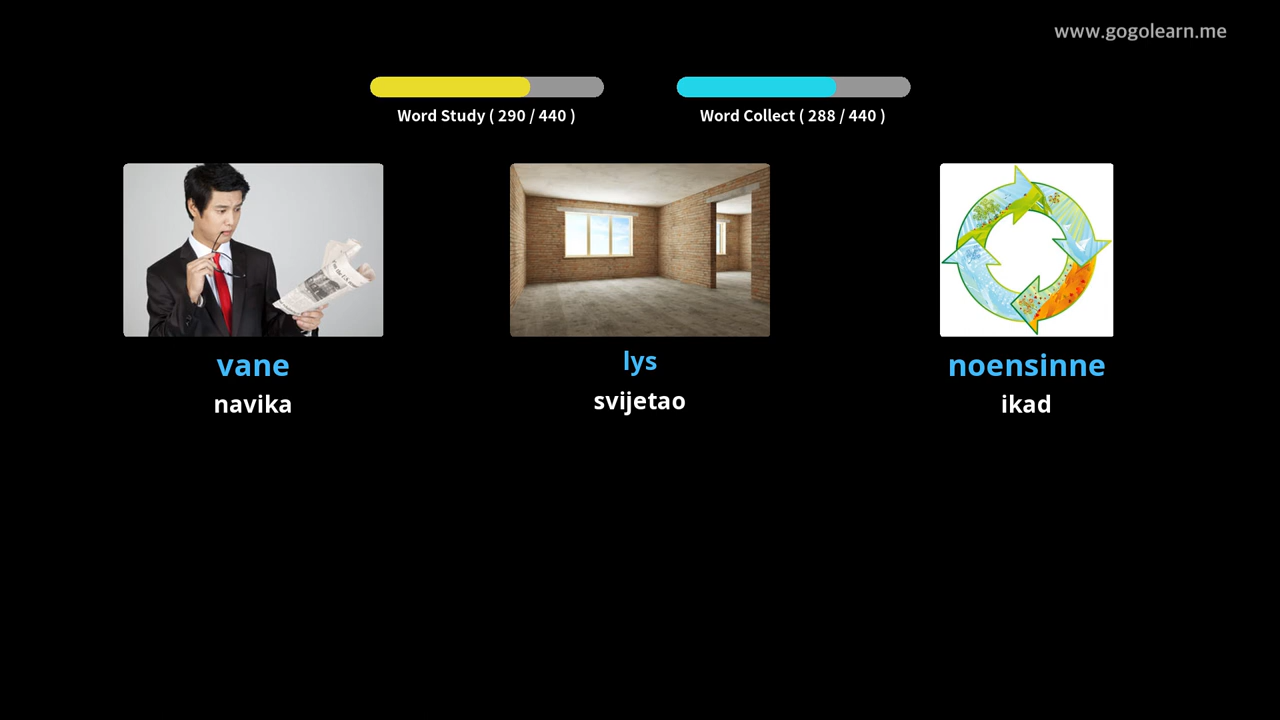 www.gogolearn.me
Word Study ( 290 / 440 )
Word Collect ( 288 / 440 )
vane
navika
lys
svijetao
noensinne
ikad